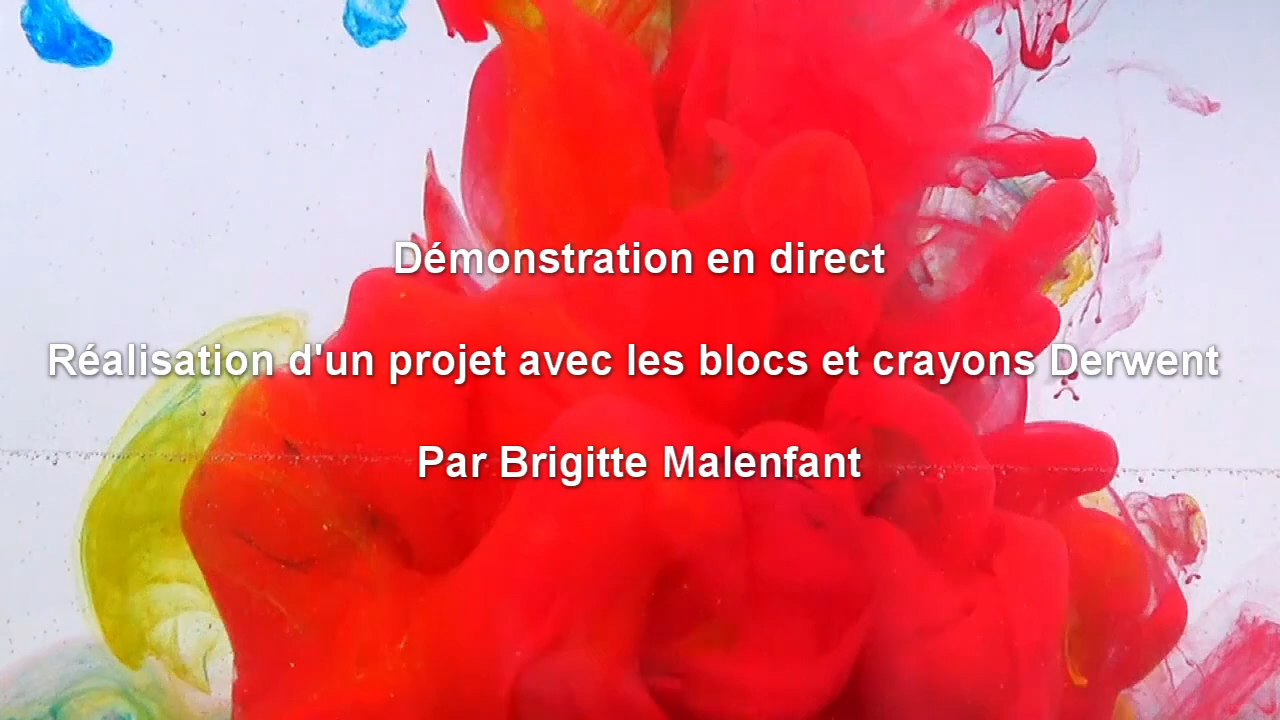 Démonstration en direct
Réalisation d'un projet avec les blocs et crayons Derwent
Par Brigitte Malenfant